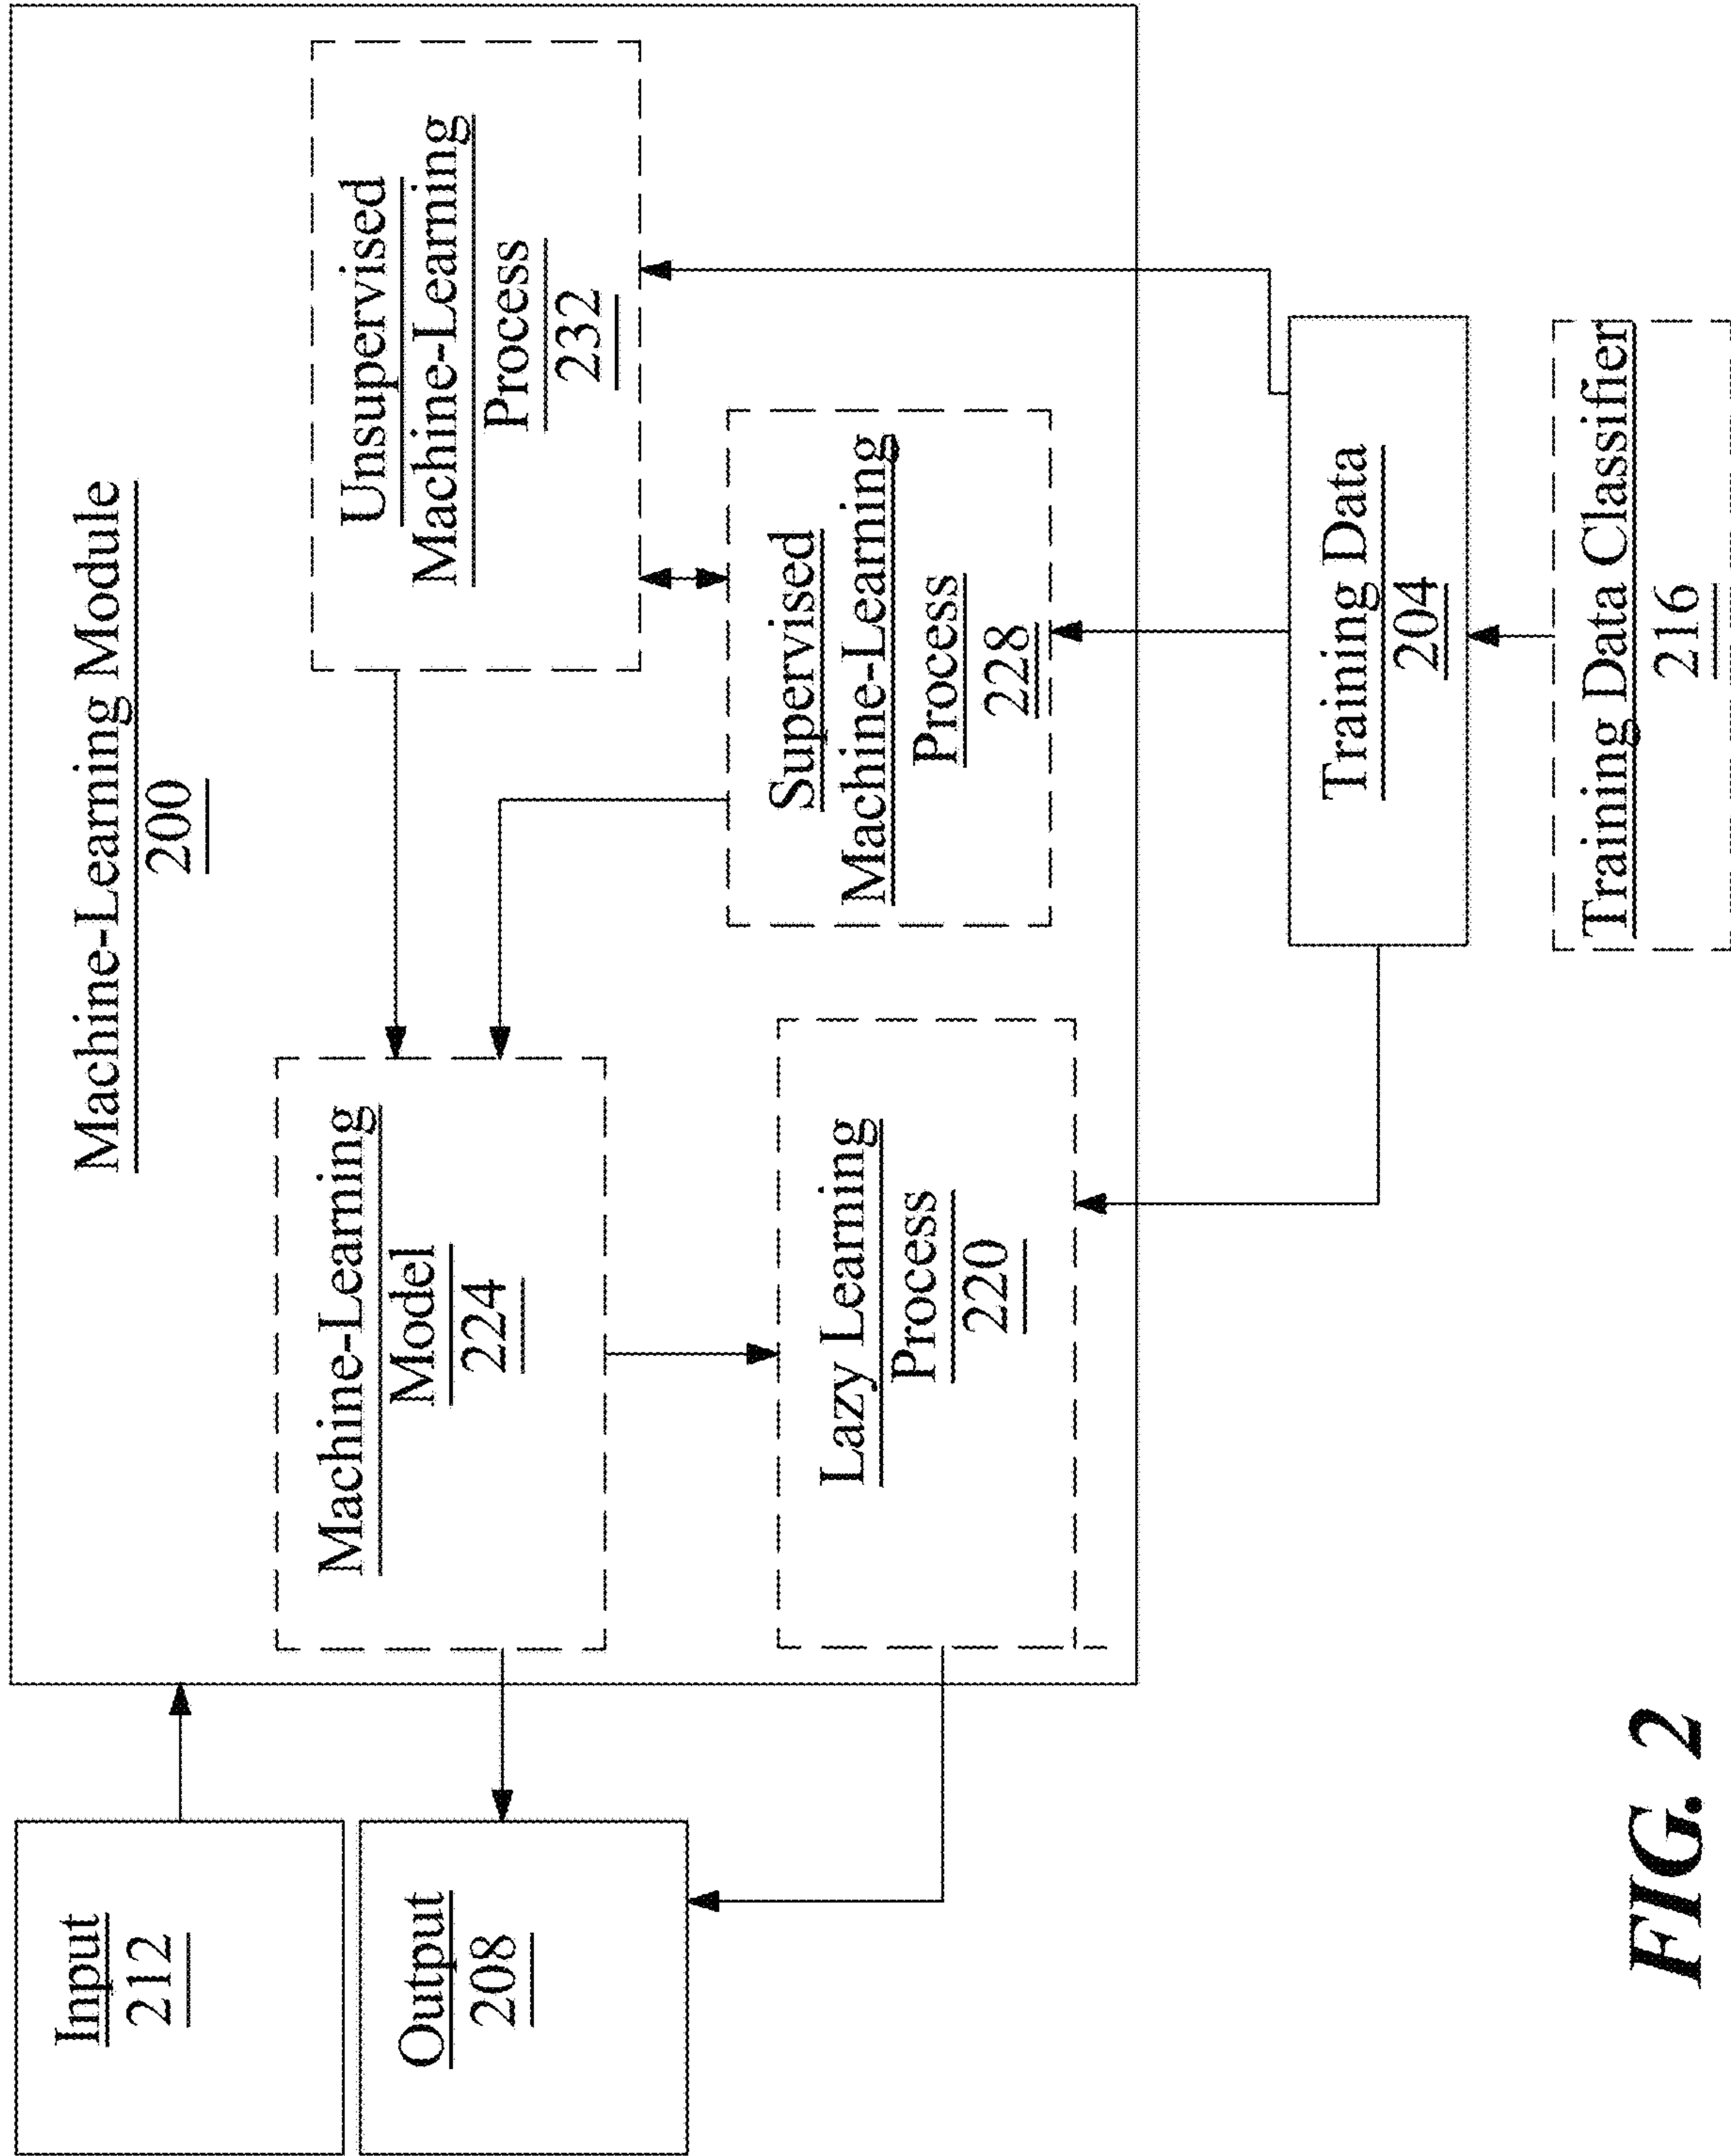 Machine-Learning Module
200
Input
212
Machine-Learning
Model
224
Unsupervised
Machine-Learning
Process
232
Output
208
Lazy Learning
Process
220
Supervised
Machine-Learning
Process
228
Training Data
204
Training Data Classifier
216
FIG. 2